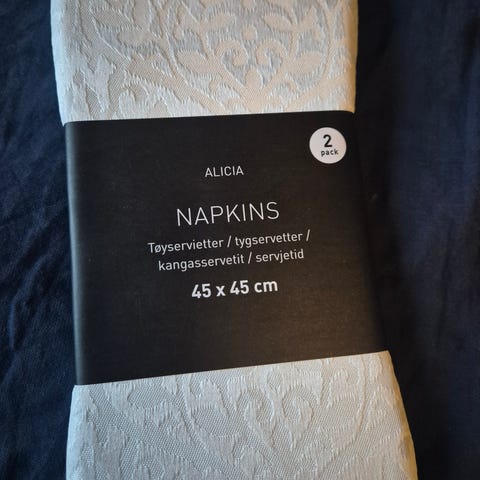 2
pack
ALICIA
NAPKINS
Tøyservietter / tygservetter /
kangasservetit / servjetid
45 x 45 cm